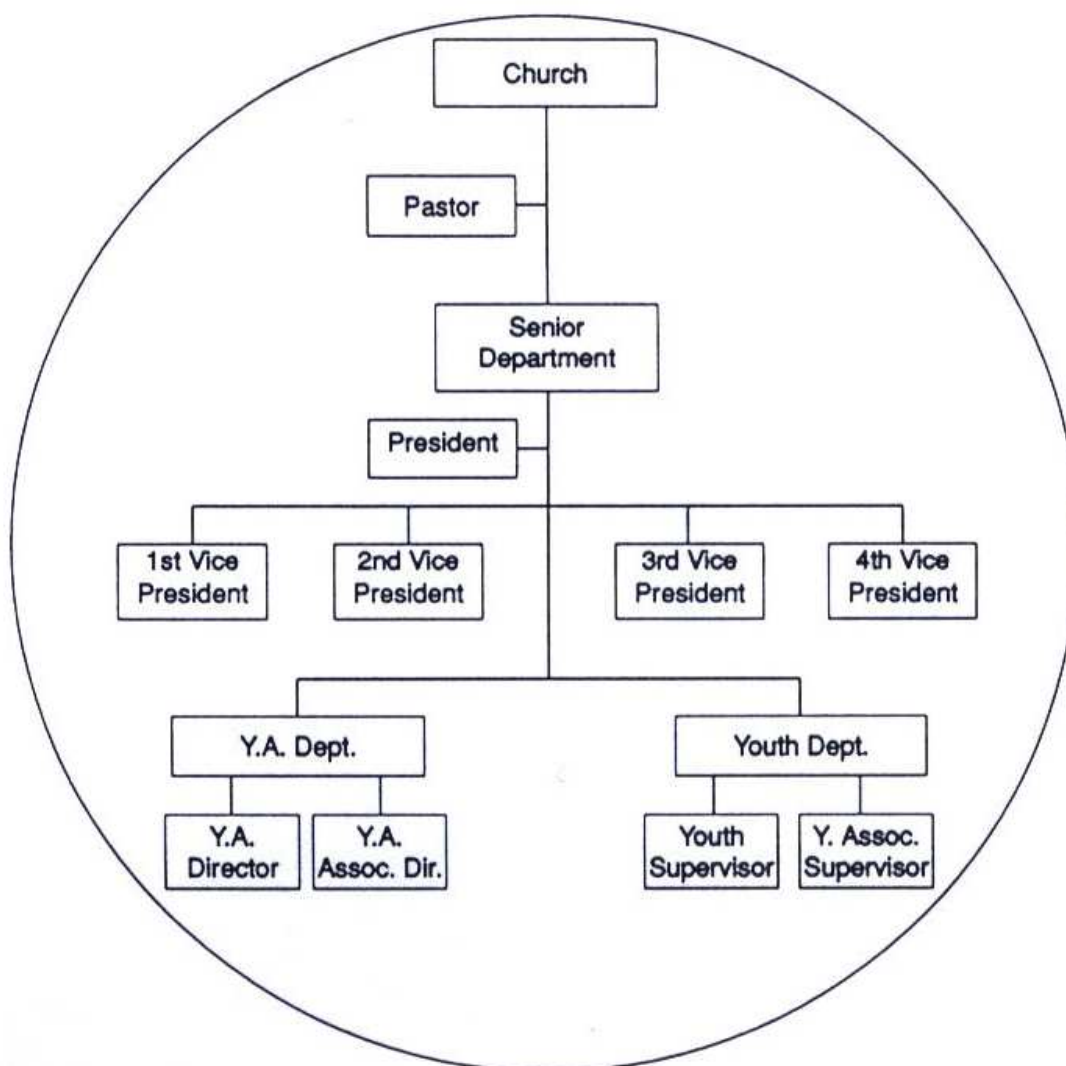 Church
Pastor
Senior
Department
President
1st Vice
President
2nd Vice
President
3rd Vice
President
4th Vice
President
Y.A. Dept.
Youth Dept.
Y.A.
Director
Y.A.
Assoc. Dir.
Youth
Supervisor
Y. Assoc.
Supervisor